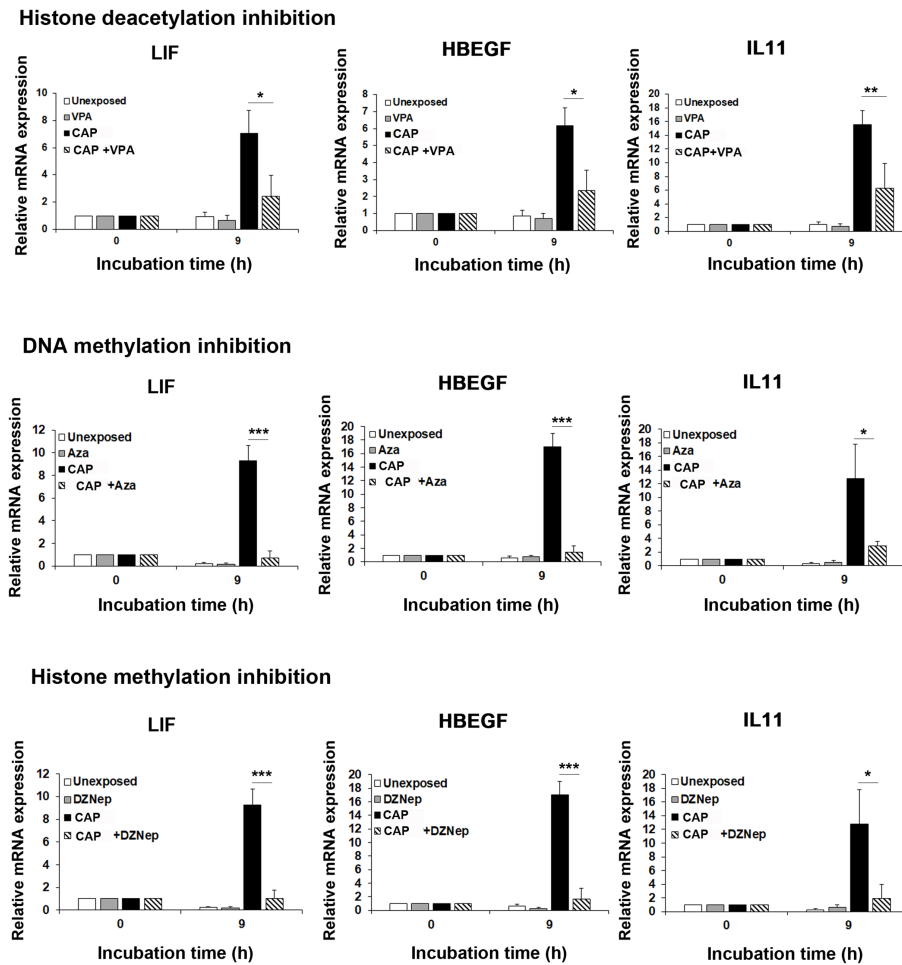 Histone deacetylation inhibition
LIF
Relative mRNA expression
10
8
6
4
2
0
Unexposed
VPA
CAP
CAP +VPA
*
0
9
Incubation time (h)
HBEGF
Relative mRNA expression
8
7
6
5
4
3
2
1
0
Unexposed
VPA
CAP
CAP +VPA
*
0
9
Incubation time (h)
IL11
Relative mRNA expression
20
18
16
14
12
10
8
6
4
2
0
Unexposed
VPA
CAP
CAP+VPA
**
0
9
Incubation time (h)
DNA methylation inhibition
LIF
Relative mRNA expression
12
10
8
6
4
2
0
Unexposed
Aza
CAP
CAP +Aza
***
0
9
Incubation time (h)
HBEGF
Relative mRNA expression
20
18
16
14
12
10
8
6
4
2
0
Unexposed
Aza
CAP
CAP +Aza
***
0
9
Incubation time (h)
IL11
Relative mRNA expression
20
18
16
14
12
10
8
6
4
2
0
Unexposed
Aza
CAP
CAP +Aza
*
0
9
Incubation time (h)
Histone methylation inhibition
LIF
Relative mRNA expression
12
10
8
6
4
2
0
Unexposed
DZNep
CAP
CAP +DZNep
***
0
9
Incubation time (h)
HBEGF
Relative mRNA expression
20
18
16
14
12
10
8
6
4
2
0
Unexposed
DZNep
CAP
CAP +DZNep
***
0
9
Incubation time (h)
IL11
Relative mRNA expression
20
18
16
14
12
10
8
6
4
2
0
Unexposed
DZNep
CAP
CAP +DZNep
*
0
9
Incubation time (h)